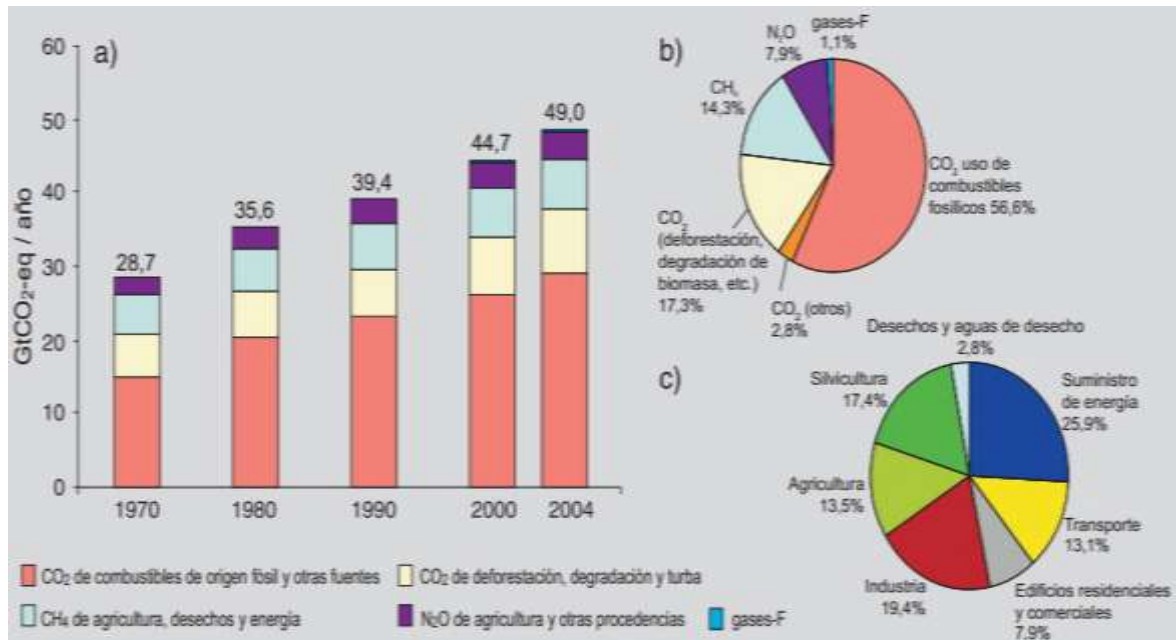 a)
GtCO₂-eq / año
60
50
40
30
20
10
0
28,7
35,6
39,4
44,7
49,0
1970
1980
1990
2000
2004
CO₂ de combustibles de origen fósil y otras fuentes
CO₂ de deforestación, degradación y turba
CH₄ de agricultura, desechos y energía
N₂O de agricultura y otras procedencias
gases-F
b)
gases-F
1,1%
N₂O
7,9%
CH₄
14,3%
CO₂ uso de
combustibles
fosílicos 56,6%
CO₂
(deforestación,
degradación de
biomasa, etc.)
17,3%
CO₂ (otros)
2,8%
c)
Desechos y aguas de desecho
2,8%
Silvicultura
17,4%
Suministro
de energía
25,9%
Agricultura
13,5%
Transporte
13,1%
Industria
19,4%
Edificios residenciales
y comerciales
7,9%